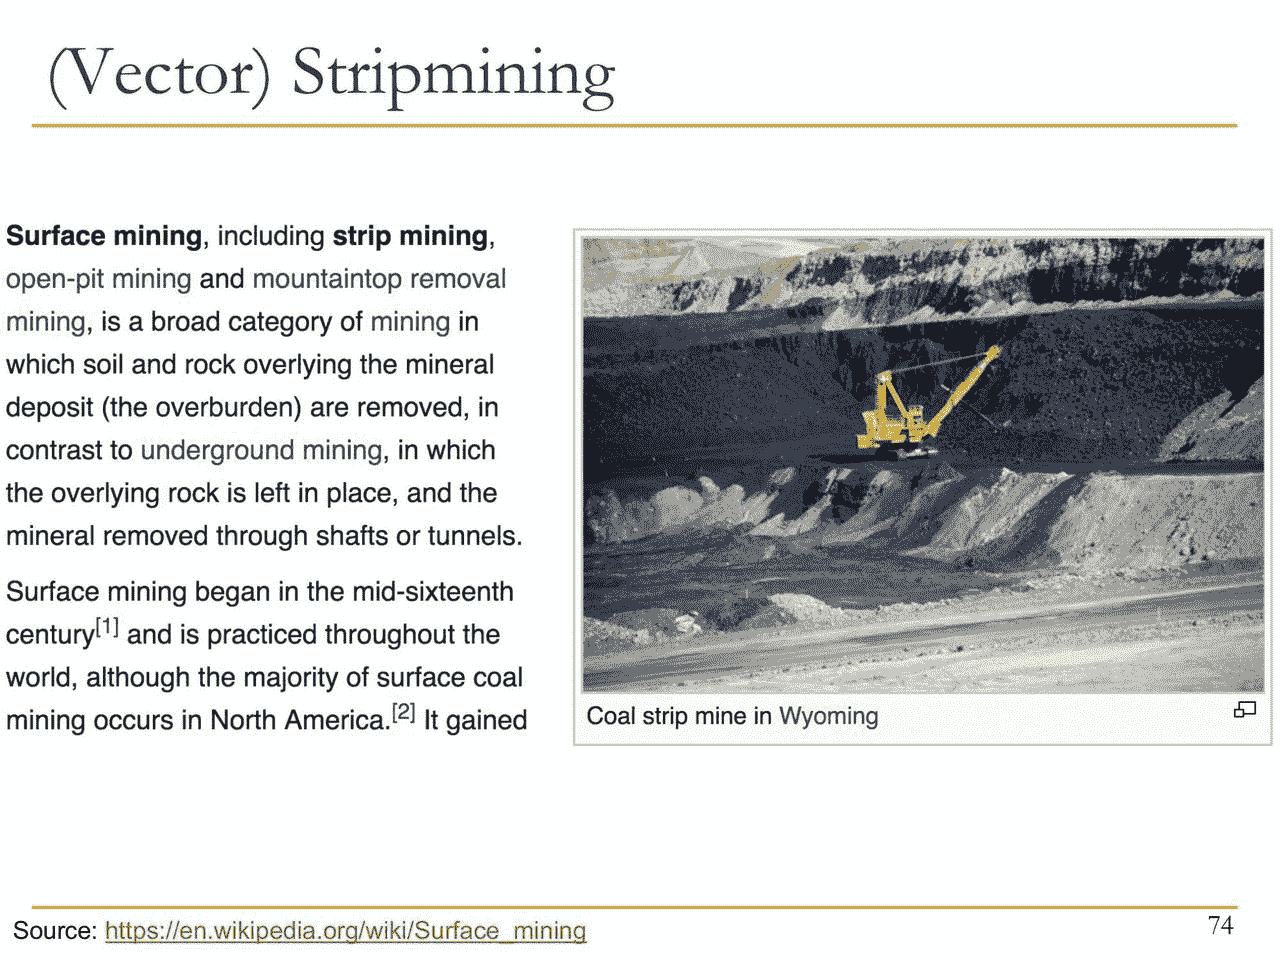 (Vector) Stripmining
Surface mining, including strip mining,
open-pit mining and mountaintop removal
mining, is a broad category of mining in
which soil and rock overlying the mineral
deposit (the overburden) are removed, in
contrast to underground mining, in which
the overlying rock is left in place, and the
mineral removed through shafts or tunnels.
Surface mining began in the mid-sixteenth
century[1] and is practiced throughout the
world, although the majority of surface coal
mining occurs in North America.[2] It gained
Coal strip mine in Wyoming
Source: https://en.wikipedia.org/wiki/Surface_mining
74